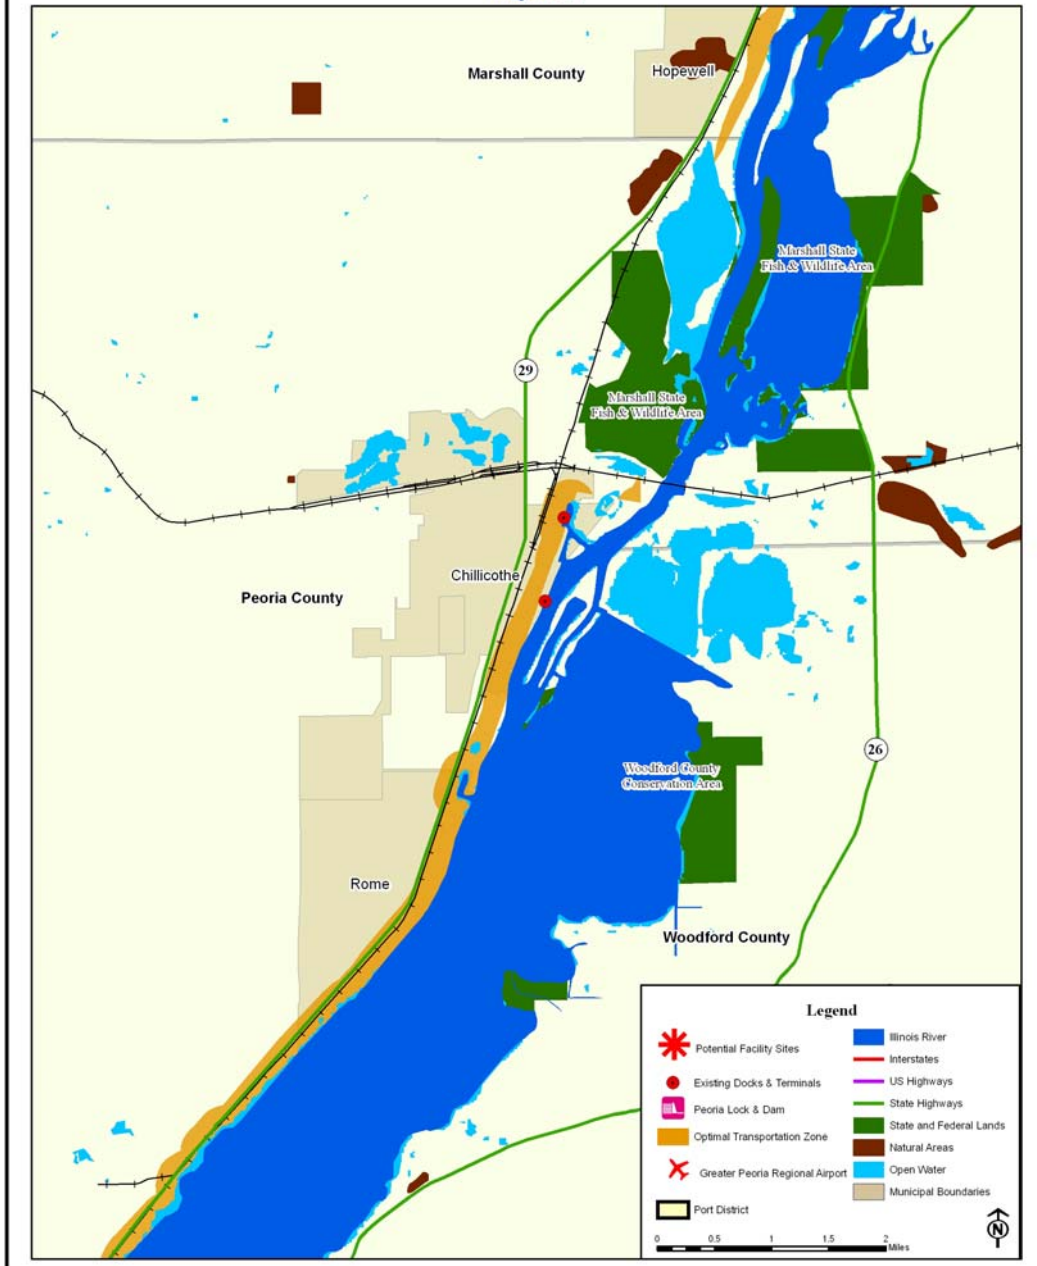 Marshall County
Hopewell
Marshall State
Fish & Wildlife Area
29
Marshall State
Fish & Wildlife Area
Chillicothe
Peoria County
26
Woodford County
Conservation Area
Rome
Woodford County
Legend
Potential Facility Sites
Existing Docks & Terminals
Peoria Lock & Dam
Optimal Transportation Zone
Greater Peoria Regional Airport
Port District
Illinois River
Interstates
US Highways
State Highways
State and Federal Lands
Natural Areas
Open Water
Municipal Boundaries
N
0 0.5 1 1.5 2
Miles